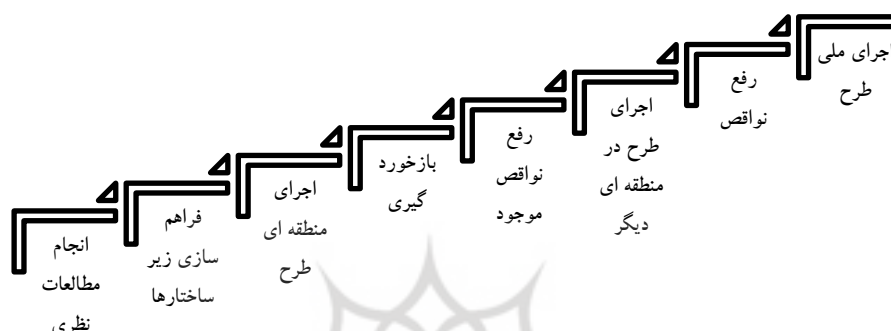 انجام
مطالعات
نظری
فراهم
سازی زیر
ساختارها
اجرای
منطقه ای
طرح
بازخورد
گیری
رفع
نواقص
موجود
اجرای
طرح در
منطقه ای
دیگر
رفع
نواقص
اجرای ملی
طرح